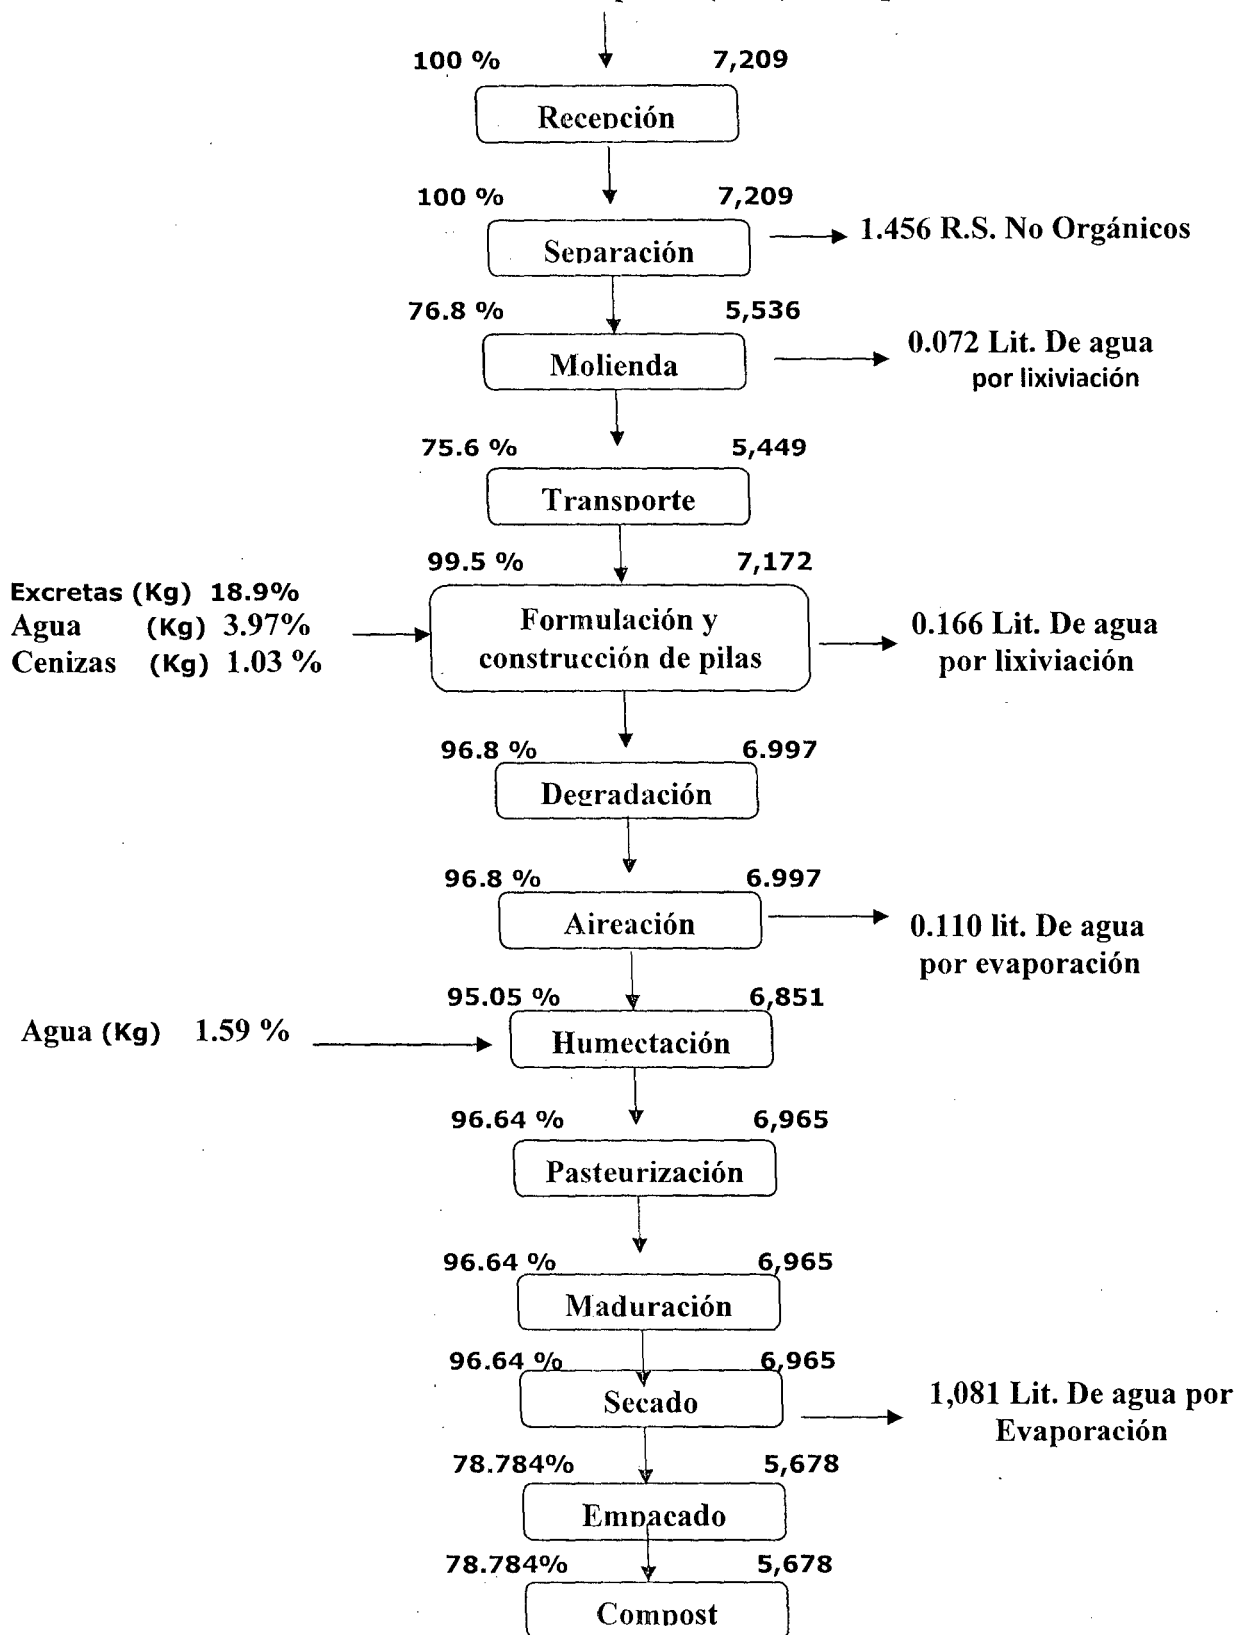 100 % 7,209
Recepción
100 % 7,209
Separación
1.456 R.S. No Orgánicos
76.8 % 5,536
Molienda
0.072 Lit. De agua
por lixiviación
75.6 % 5,449
Transporte
99.5 % 7,172
Excretas (Kg) 18.9%
Agua (Kg) 3.97%
Cenizas (Kg) 1.03 %
Formulación y
construcción de pilas
0.166 Lit. De agua
por lixiviación
96.8 % 6.997
Degradación
96.8 % 6.997
Aireación
0.110 lit. De agua
por evaporación
95.05 % 6,851
Agua (Kg) 1.59 %
Humectación
96.64 % 6,965
Pasteurización
96.64 % 6,965
Maduración
96.64 % 6,965
Secado
1,081 Lit. De agua por
Evaporación
78.784% 5,678
Empacado
78.784% 5,678
Compost